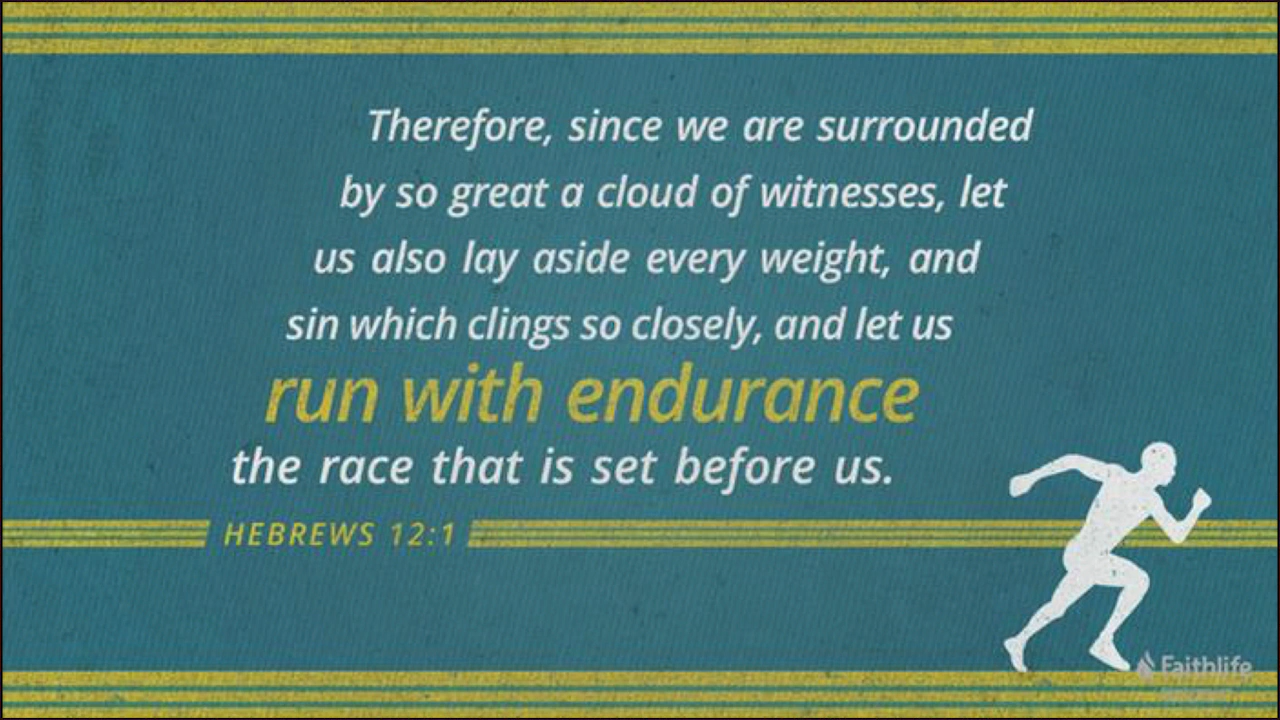 Therefore, since we are surrounded
by so great a cloud of witnesses, let
us also lay aside every weight, and
sin which clings so closely, and let us
run with endurance
the race that is set before us.
HEBREWS 12:1
Faithlife